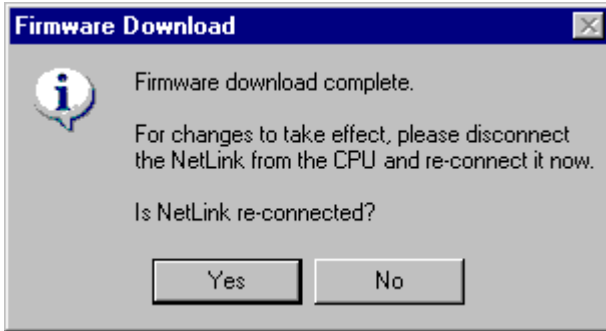 Firmware Download
Firmware download complete.
For changes to take effect, please disconnect
the NetLink from the CPU and re-connect it now.
Is NetLink re-connected?
Yes
No